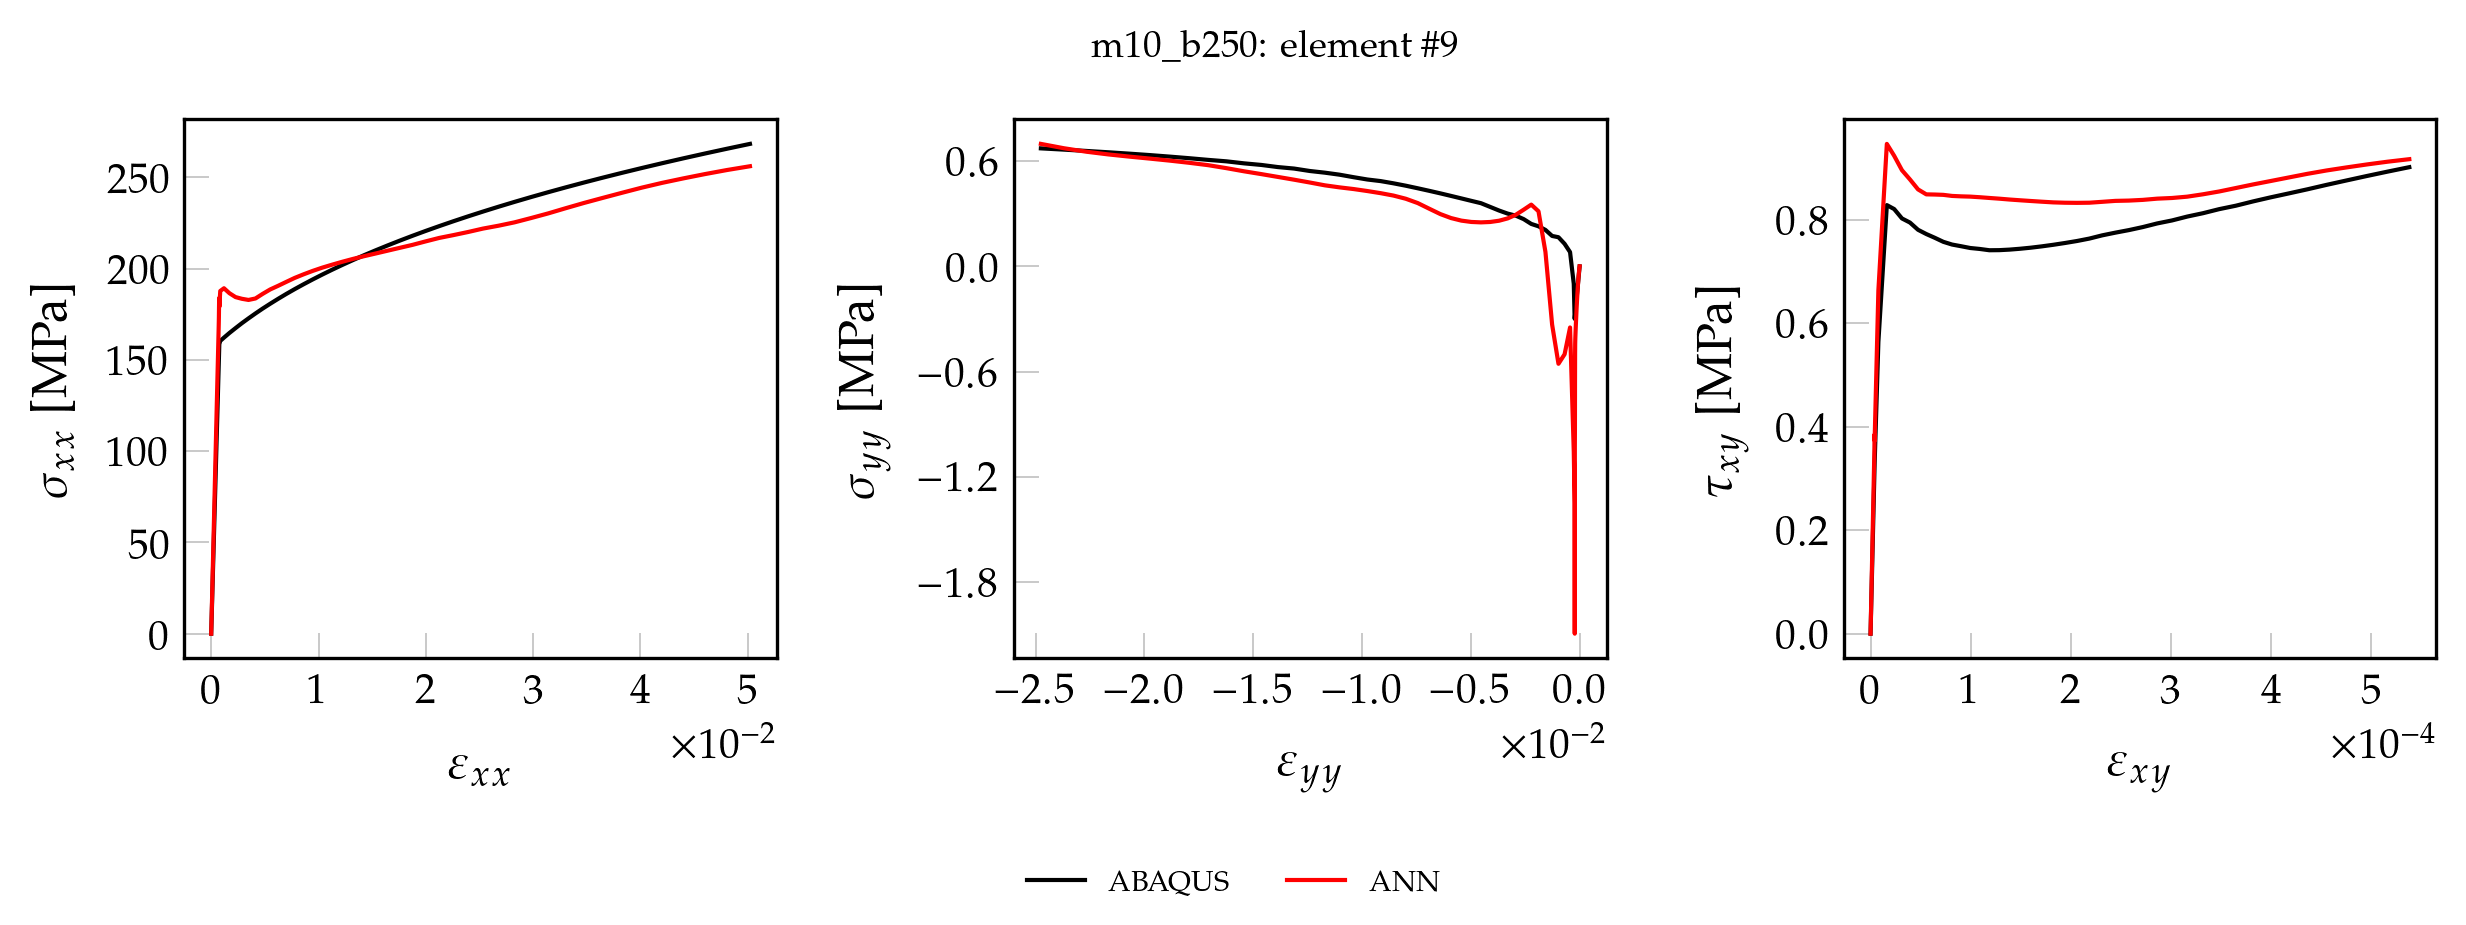 m10_b250: element #9
σxx [MPa]
250
200
150
100
50
0
0 1 2 3 4 5
×10−2
εxx
σyy [MPa]
0.6
0.0
−0.6
−1.2
−1.8
−2.5 −2.0 −1.5 −1.0 −0.5 0.0
×10−2
εyy
τxy [MPa]
0.8
0.6
0.4
0.2
0.0
0 1 2 3 4 5
×10−4
εxy
ABAQUS ANN